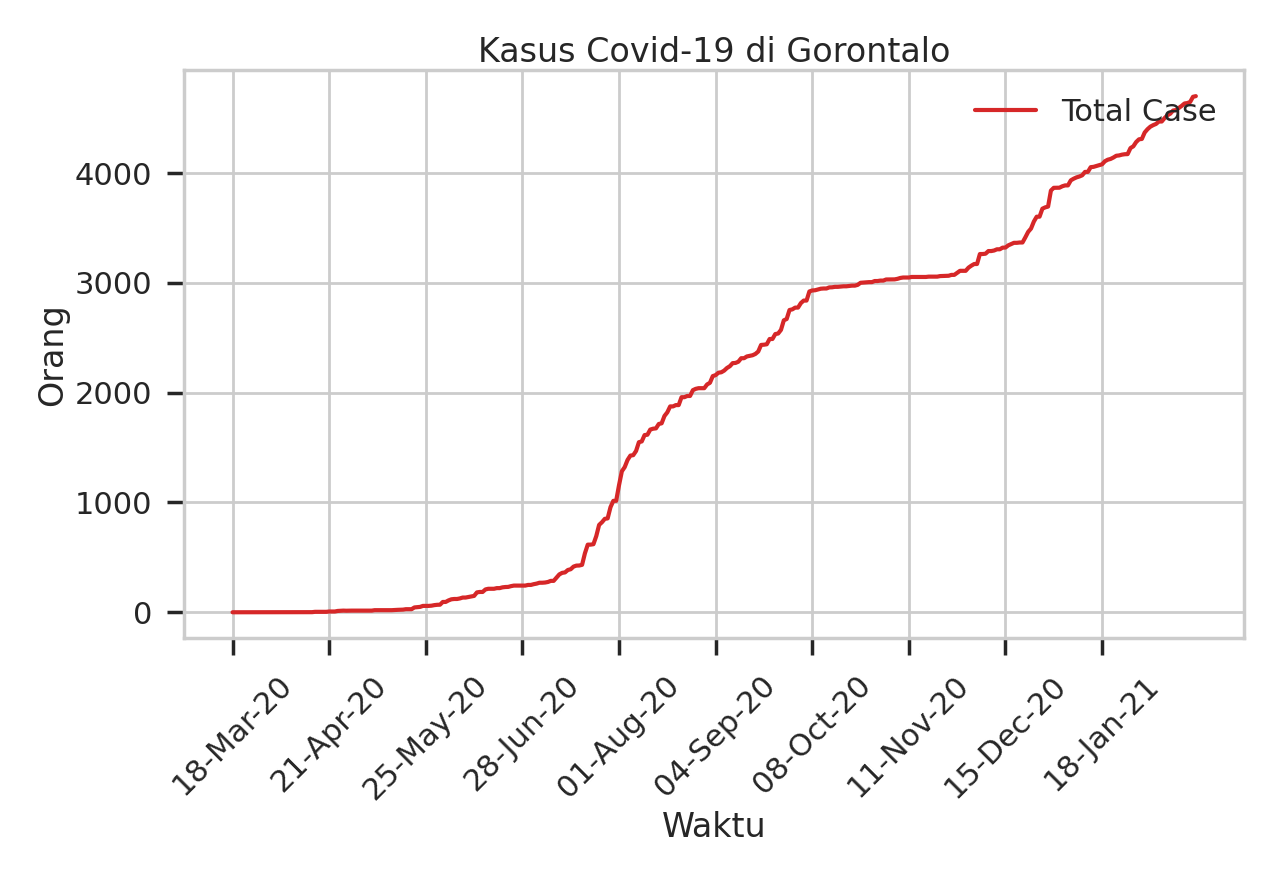 Kasus Covid-19 di Gorontalo
Total Case
Orang
4000
3000
2000
1000
0
18-Mar-20
21-Apr-20
25-May-20
28-Jun-20
01-Aug-20
04-Sep-20
08-Oct-20
11-Nov-20
15-Dec-20
18-Jan-21
Waktu